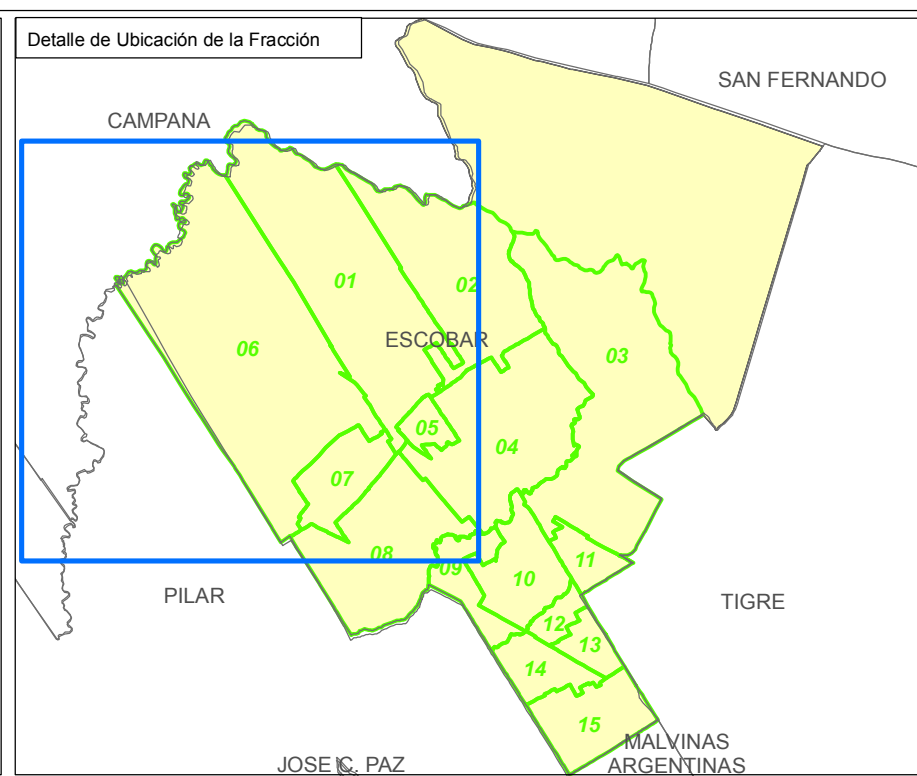 Detalle de Ubicación de la Fracción
SAN FERNANDO
CAMPANA
01
02
ESCOBAR
03
06
05
04
07
08
09
10
11
PILAR
TIGRE
12
13
14
15
MALVINAS
ARGENTINAS
JOSE C. PAZ